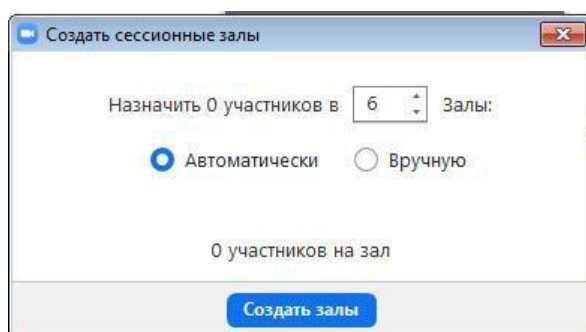 Создать сессионные залы
Назначить 0 участников в 6 Залы:
Автоматически Вручную
0 участников на зал
Создать залы